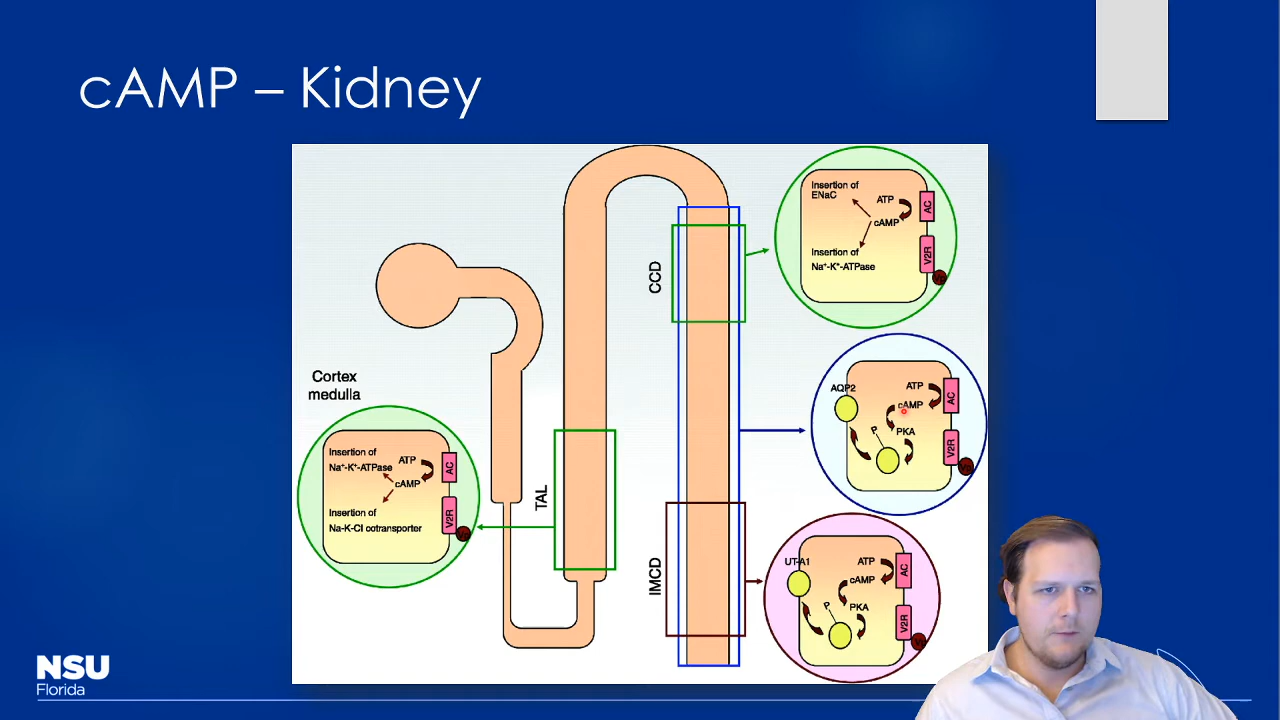 cAMP – Kidney
Insertion of
ENaC
ATP
AC
cAMP
Insertion of
Na⁺-K⁺-ATPase
V2R
CCD
Cortex
medulla
AQP2
ATP
AC
cAMP
P
PKA
V2R
Insertion of
Na⁺-K⁺-ATPase
ATP
AC
cAMP
Insertion of
Na-K-Cl cotransporter
V2R
TAL
IMCD
UT-A1
ATP
AC
cAMP
P
PKA
V2R
NSU
Florida